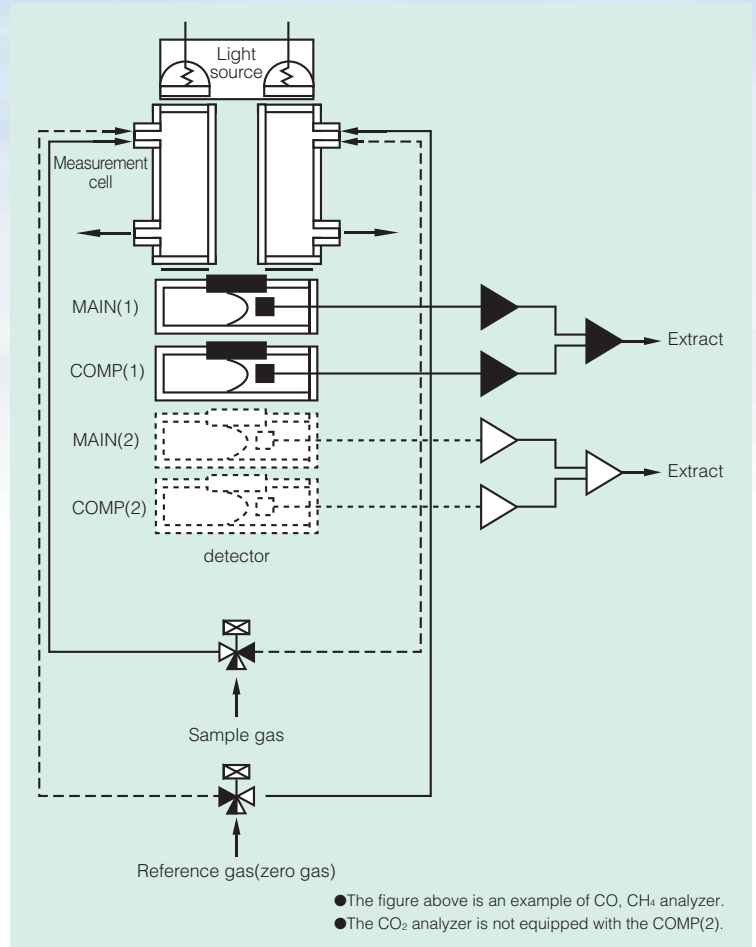 Light
source
Measurement
cell
MAIN(1)
Extract
COMP(1)
MAIN(2)
Extract
COMP(2)
detector
Sample gas
Reference gas(zero gas)
●The figure above is an example of CO, CH₄ analyzer.
●The CO₂ analyzer is not equipped with the COMP(2).